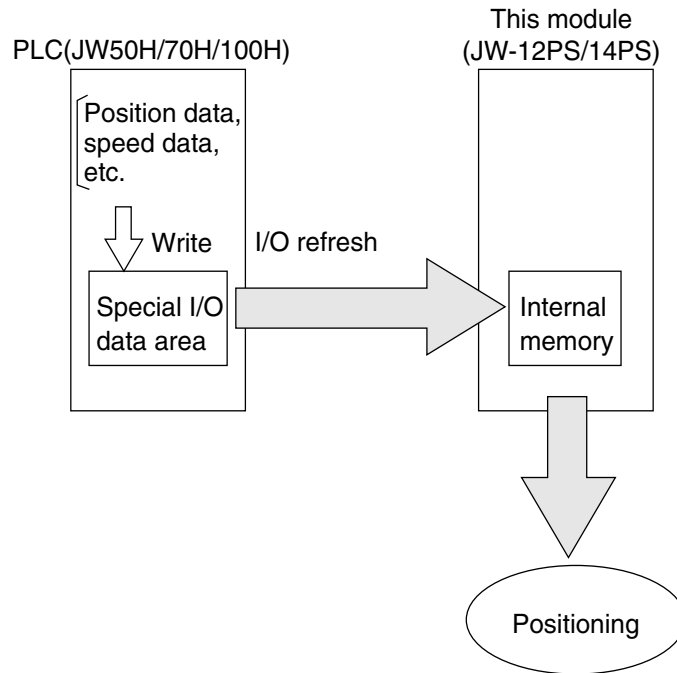 PLC(JW50H/70H/100H)
This module
(JW-12PS/14PS)
Position data,
speed data,
etc.
Write
I/O refresh
Special I/O
data area
Internal
memory
Positioning